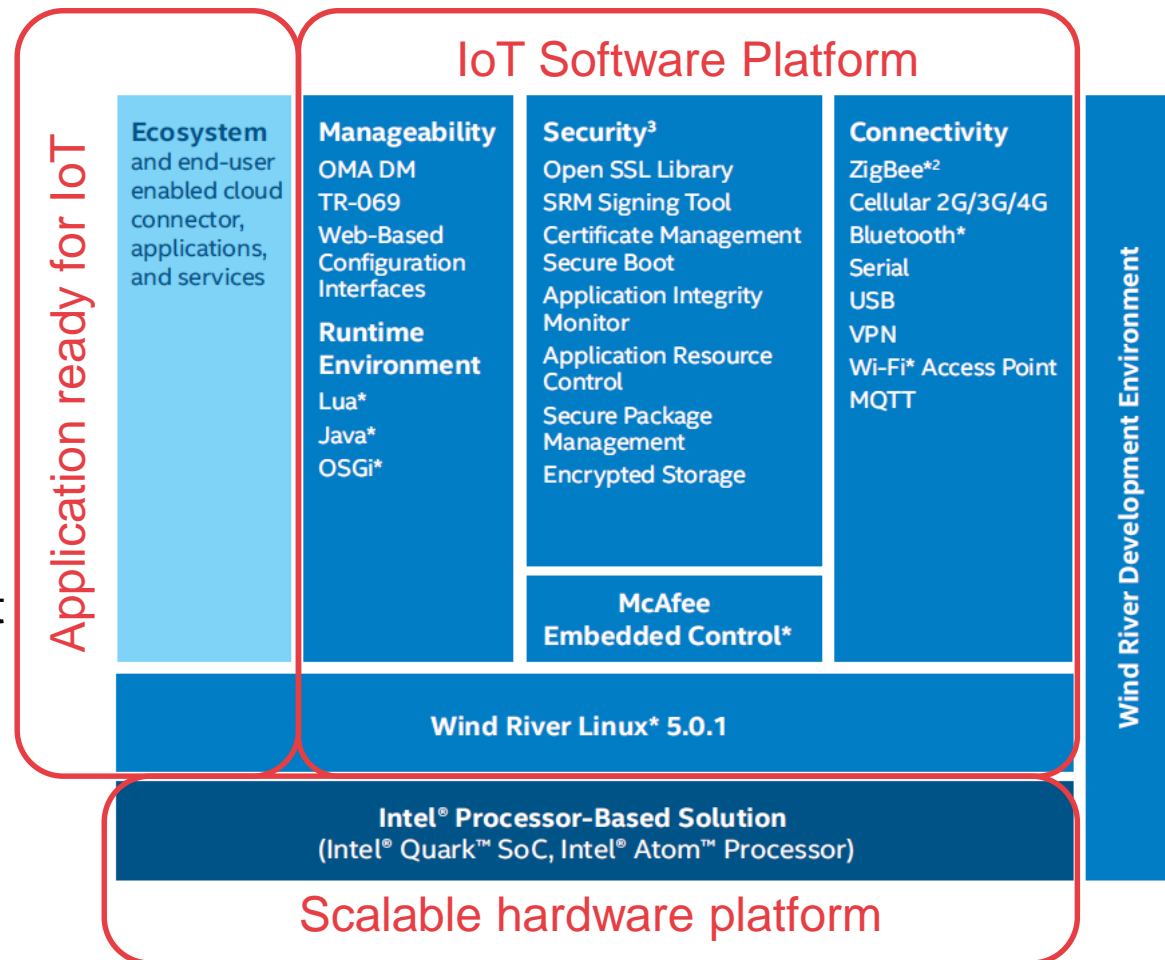 IoT Software Platform
Application ready for IoT
Ecosystem
and end-user
enabled cloud
connector,
applications,
and services
Manageability
OMA DM
TR-069
Web-Based
Configuration
Interfaces
Runtime
Environment
Lua*
Java*
OSGi*
Security³
Open SSL Library
SRM Signing Tool
Certificate Management
Secure Boot
Application Integrity
Monitor
Application Resource
Control
Secure Package
Management
Encrypted Storage
McAfee
Embedded Control*
Connectivity
ZigBee*²
Cellular 2G/3G/4G
Bluetooth*
Serial
USB
VPN
Wi-Fi* Access Point
MQTT
Wind River Development Environment
Wind River Linux* 5.0.1
Intel® Processor-Based Solution
(Intel® Quark™ SoC, Intel® Atom™ Processor)
Scalable hardware platform